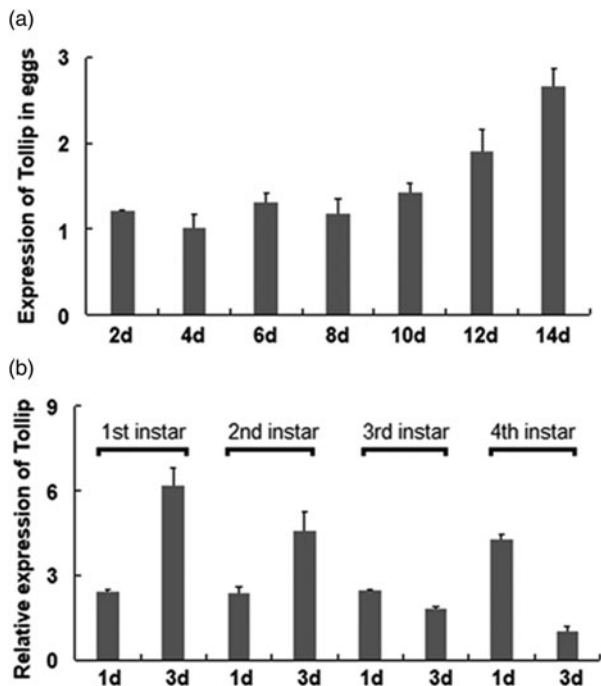 (a)
Expression of Tollip in eggs
3
2
1
0
2d 4d 6d 8d 10d 12d 14d
(b)
Relative expression of Tollip
9
6
3
0
1st instar 2nd instar 3rd instar 4th instar
1d 3d 1d 3d 1d 3d 1d 3d